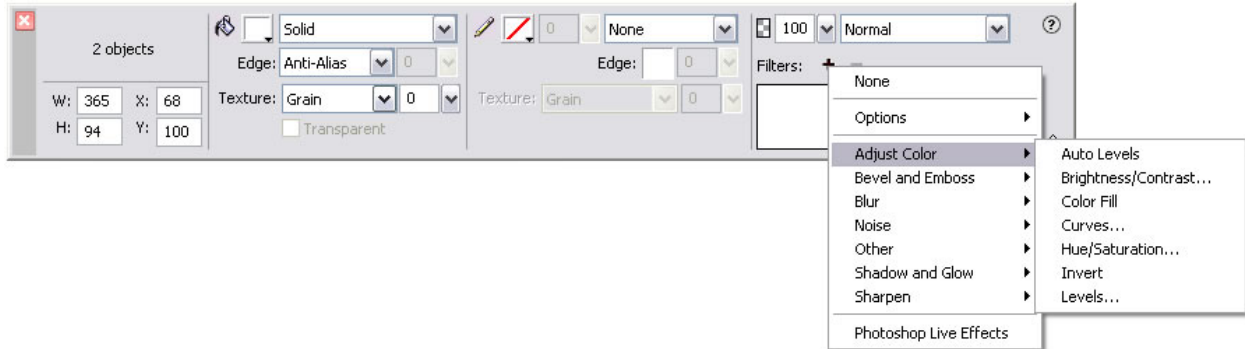 2 objects
W: 365 X: 68
H: 94 Y: 100
Solid
Edge: Anti-Alias 0
Texture: Grain 0
Transparent
0 None
Edge: 0
Texture: Grain 0
100 Normal ?
Filters: + -
None
Options
Adjust Color
Bevel and Emboss
Blur
Noise
Other
Shadow and Glow
Sharpen
Photoshop Live Effects
Auto Levels
Brightness/Contrast...
Color Fill
Curves...
Hue/Saturation...
Invert
Levels...